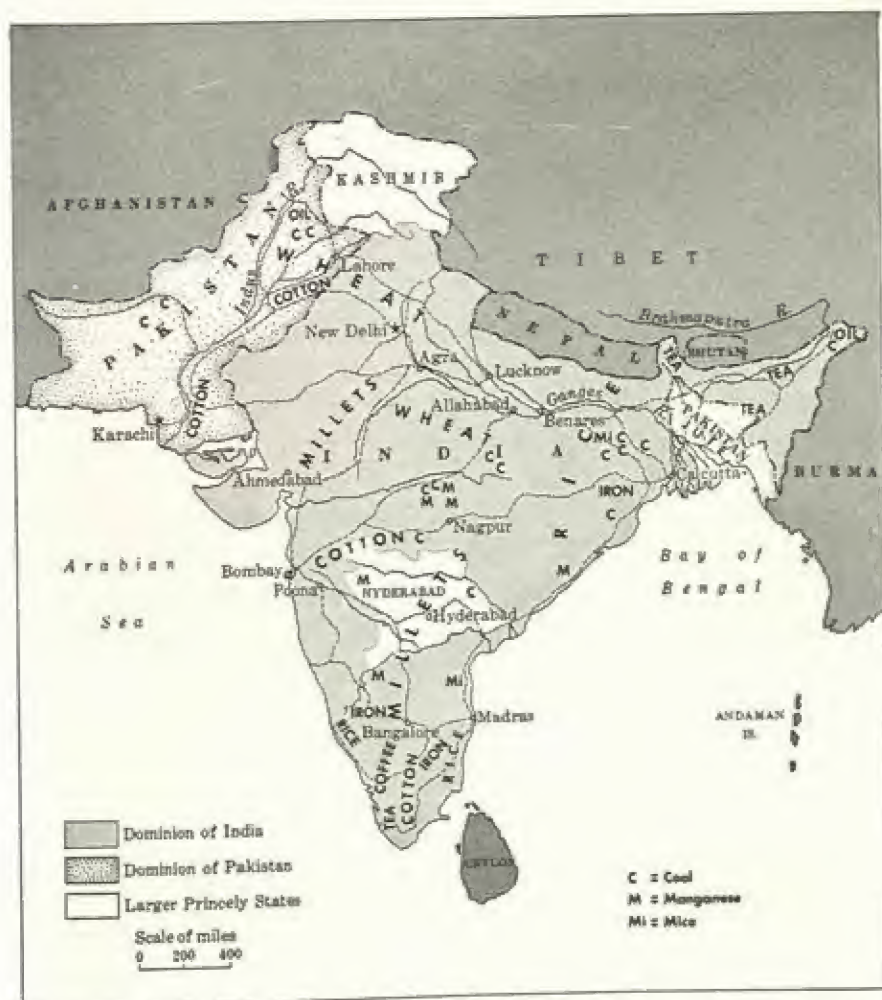 AFGHANISTAN
KASHMIR
TIBET
PAKISTAN
Indus
R.
OIL
C C
WHEAT
COTTON
Lahore
C
C
COTTON
Karachi
New Delhi
Agra
NEPAL
Brahmaputra R.
BHUTAN
OIL
C
TEA
TEA
TEA
Lucknow
Allahabad
Ganges
Benares
PAKISTAN
JUTE
Calcutta
BURMA
MILLETS
WHEAT
INDIA
RICE
Ahmedabad
C
C
C Mi C
C C C
C C M
M M
IRON
C
Nagpur
COTTON C
M
Arabian
Sea
Bombay
Poona
M
HYDERABAD
C
Hyderabad
MILLETS
Bay of
Bengal
M
Mi
IRON
Bangalore
Madras
RICE
COFFEE
TEA
COTTON
IRON
RICE
ANDAMAN
IS.
CEYLON
Dominion of India
Dominion of Pakistan
Larger Princely States
Scale of miles
0 200 400
C = Coal
M = Manganese
Mi = Mica